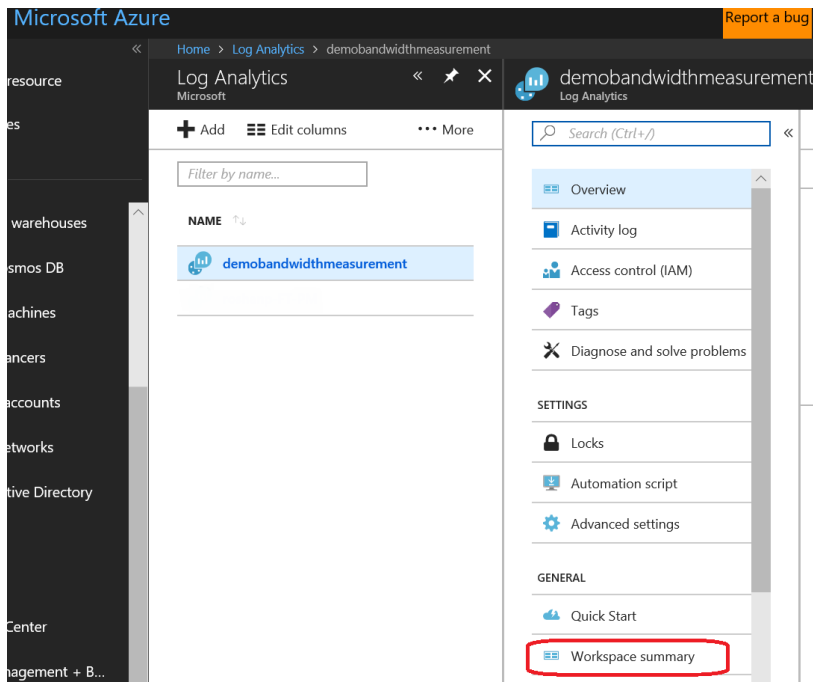 Microsoft Azure
Report a bug
Home > Log Analytics > demobandwidthmeasurement
resource
es
warehouses
osmos DB
achines
ancers
accounts
etworks
tive Directory
Center
nagement + B...
Log Analytics
Microsoft
Add
Edit columns
More
Filter by name...
NAME
demobandwidthmeasurement
demobandwidthmeasurement
Log Analytics
Search (Ctrl+/)
Overview
Activity log
Access control (IAM)
Tags
Diagnose and solve problems
SETTINGS
Locks
Automation script
Advanced settings
GENERAL
Quick Start
Workspace summary